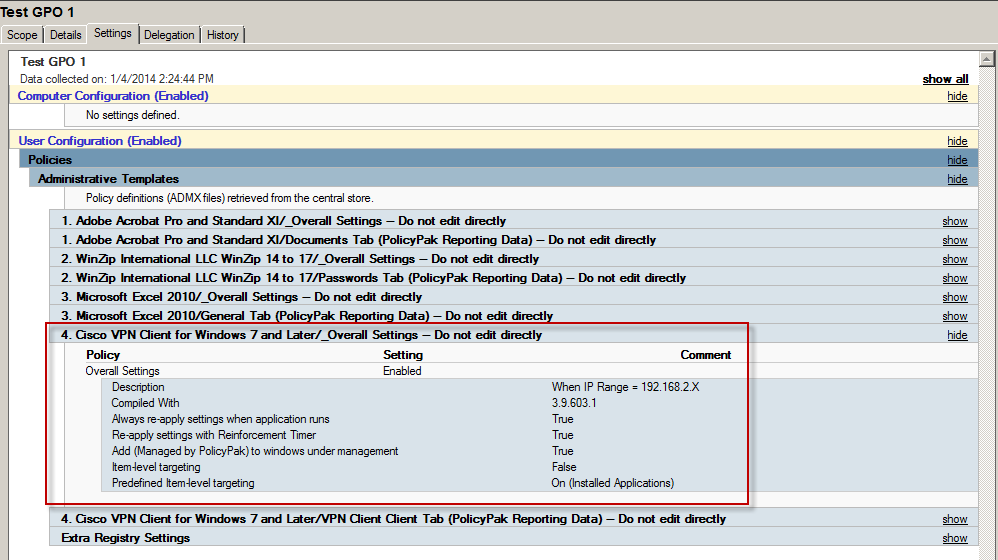 Test GPO 1
Scope Details Settings Delegation History
Test GPO 1
Data collected on: 1/4/2014 2:24:44 PM show all
Computer Configuration (Enabled) hide
No settings defined.
User Configuration (Enabled) hide
Policies hide
Administrative Templates hide
Policy definitions (ADMX files) retrieved from the central store.
1. Adobe Acrobat Pro and Standard XI/_Overall Settings – Do not edit directly show
1. Adobe Acrobat Pro and Standard XI/Documents Tab (PolicyPak Reporting Data) – Do not edit directly show
2. WinZip International LLC WinZip 14 to 17/_Overall Settings – Do not edit directly show
2. WinZip International LLC WinZip 14 to 17/Passwords Tab (PolicyPak Reporting Data) – Do not edit directly show
3. Microsoft Excel 2010/_Overall Settings – Do not edit directly show
3. Microsoft Excel 2010/General Tab (PolicyPak Reporting Data) – Do not edit directly show
4. Cisco VPN Client for Windows 7 and Later/_Overall Settings – Do not edit directly hide
Policy Setting Comment
Overall Settings Enabled
Description When IP Range = 192.168.2.X
Compiled With 3.9.603.1
Always re-apply settings when application runs True
Re-apply settings with Reinforcement Timer True
Add (Managed by PolicyPak) to windows under management True
Item-level targeting False
Predefined Item-level targeting On (Installed Applications)
4. Cisco VPN Client for Windows 7 and Later/VPN Client Client Tab (PolicyPak Reporting Data) – Do not edit directly show
Extra Registry Settings show